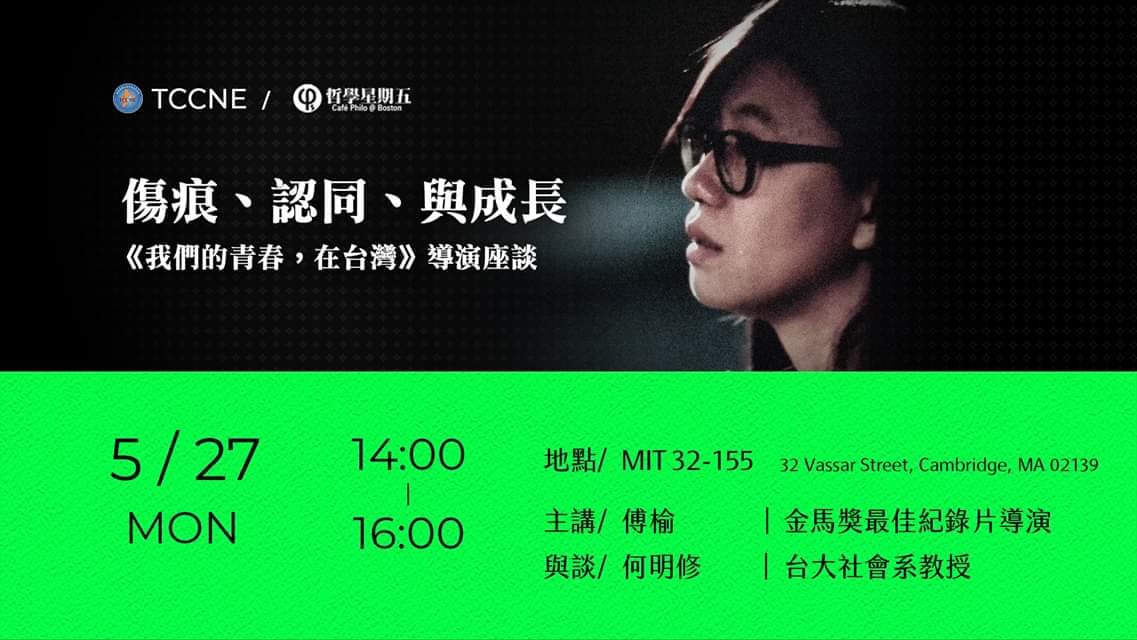 TCCNE / 哲學星期五
Café Philo @ Boston
傷痕、認同、與成長
《我們的青春，在台灣》導演座談
5 / 27
MON
14:00
|
16:00
地點/ MIT 32-155 32 Vassar Street, Cambridge, MA 02139
主講/ 傅榆 | 金馬獎最佳紀錄片導演
與談/ 何明修 | 台大社會系教授